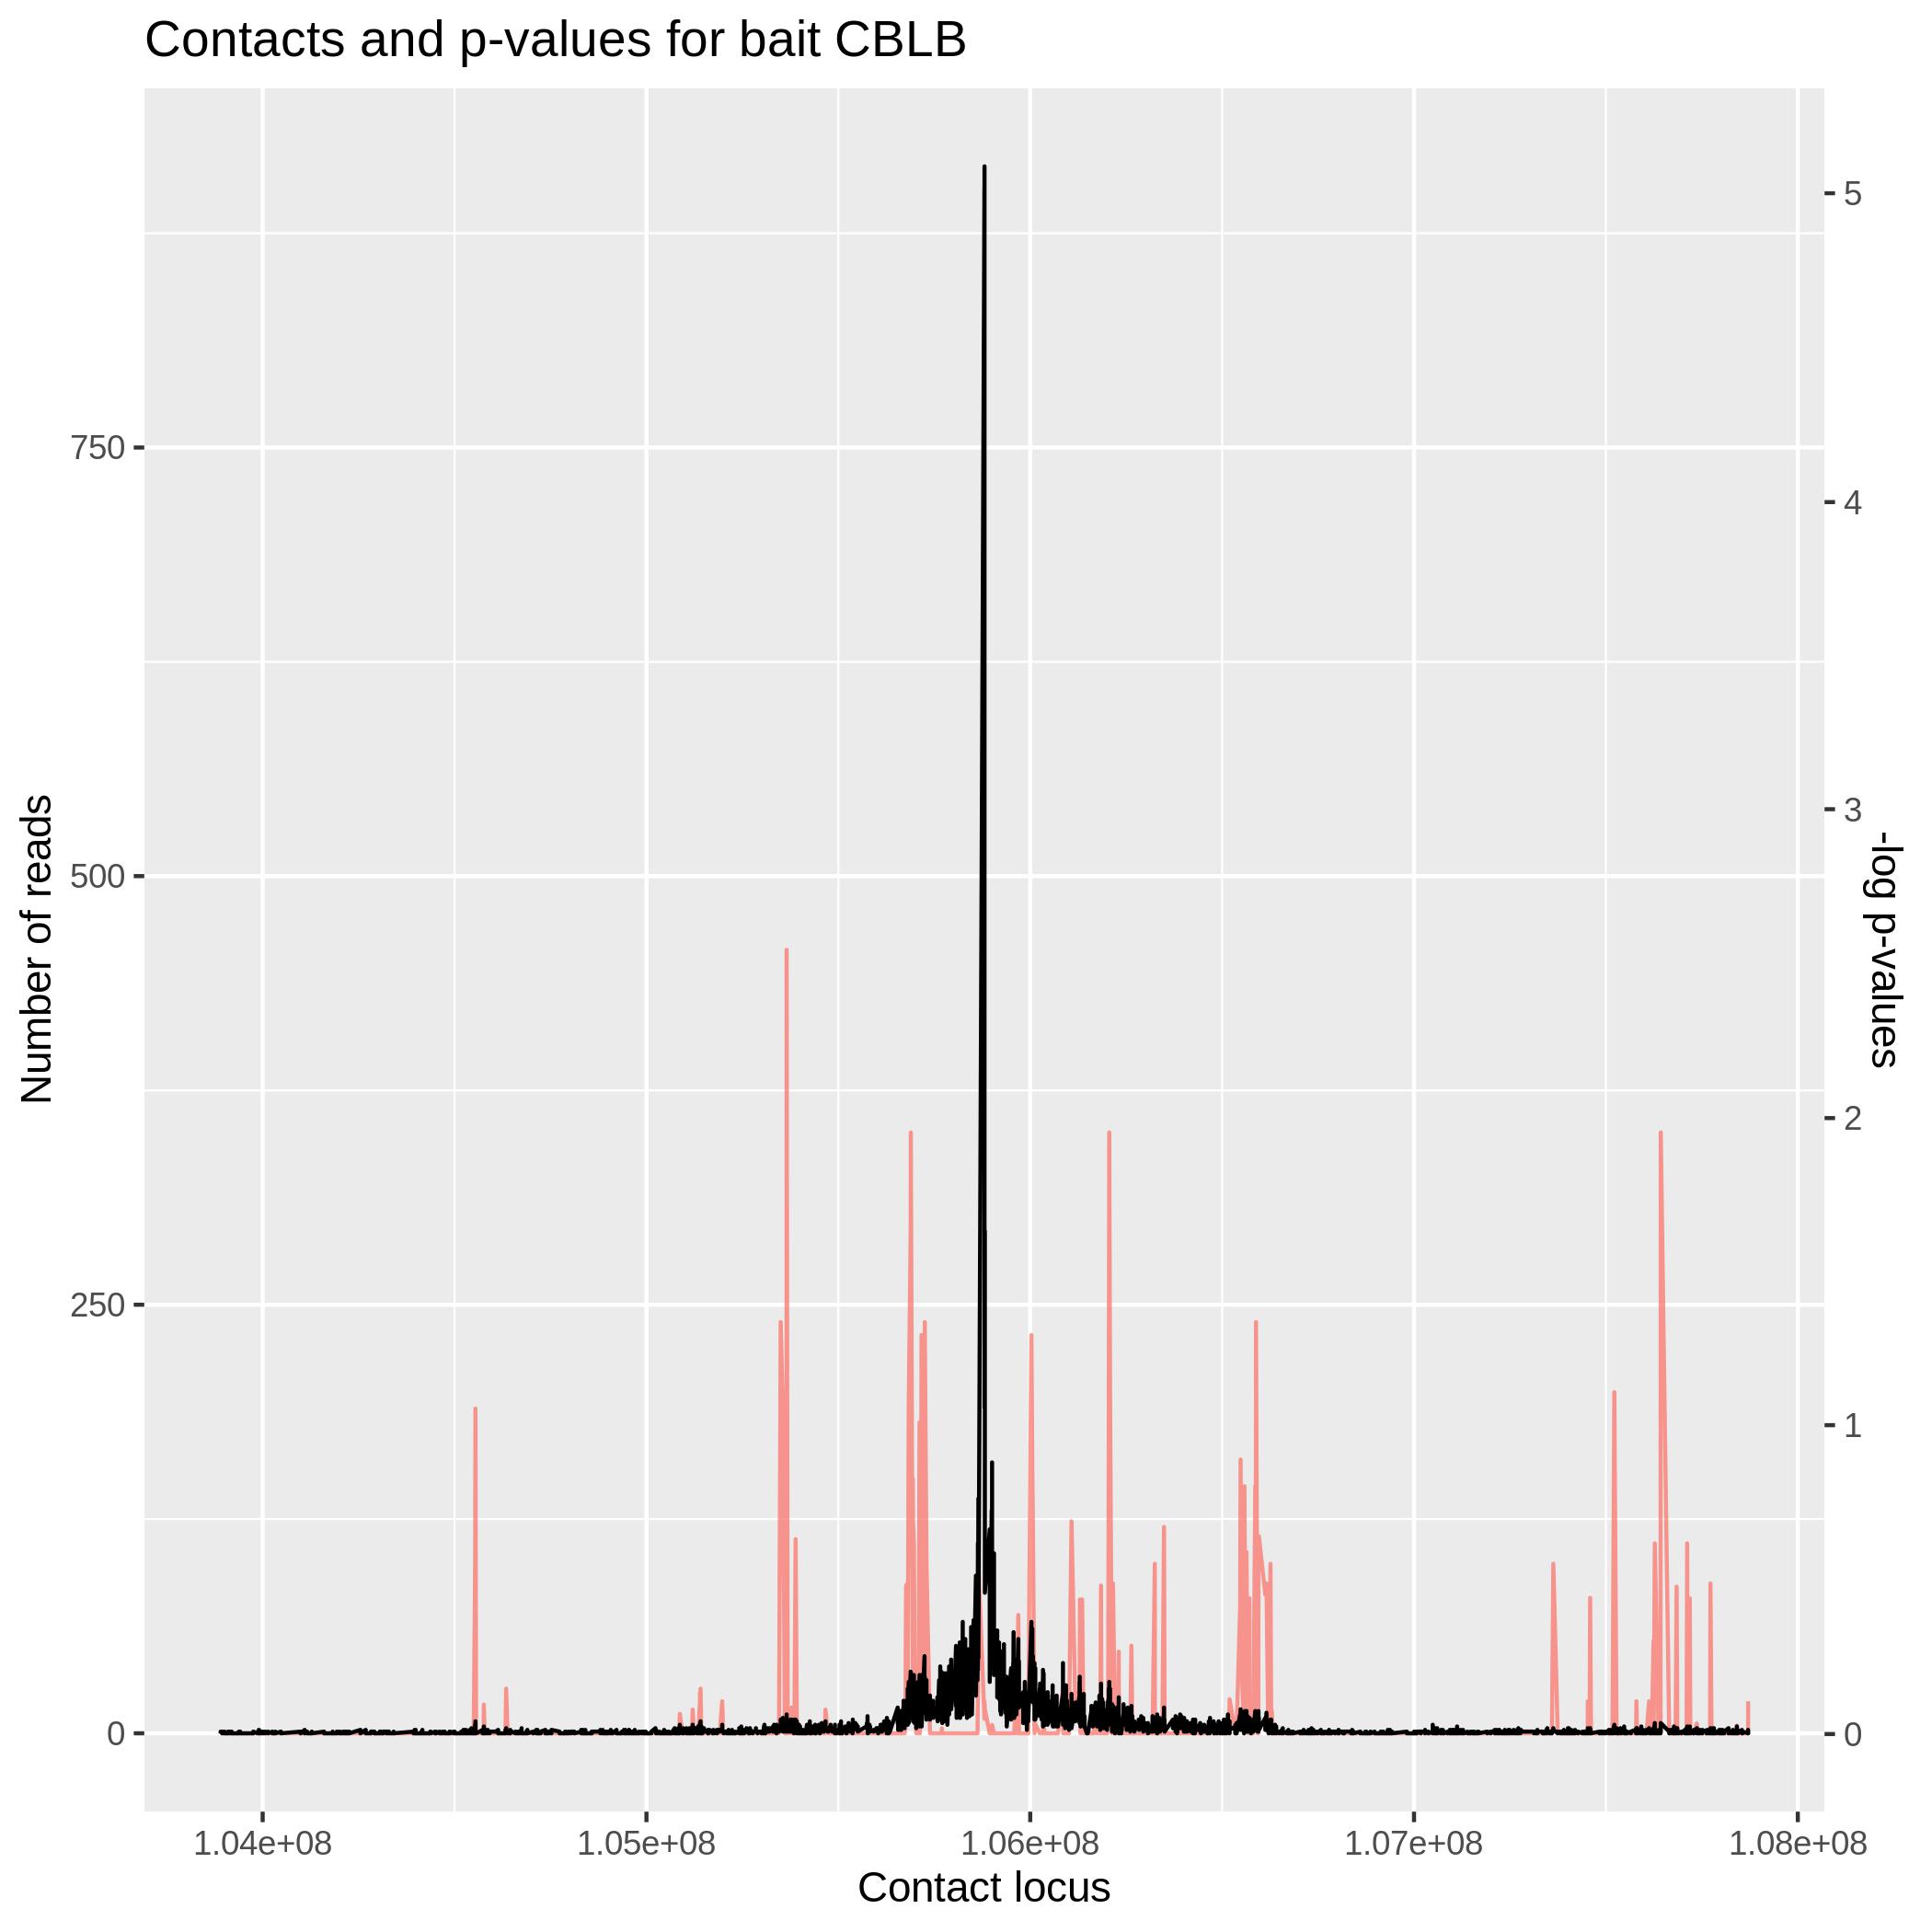 Contacts and p-values for bait CBLB
Number of reads
750
500
250
0
5
4
3
2
1
0
-log p-values
1.04e+08
1.05e+08
1.06e+08
1.07e+08
1.08e+08
Contact locus